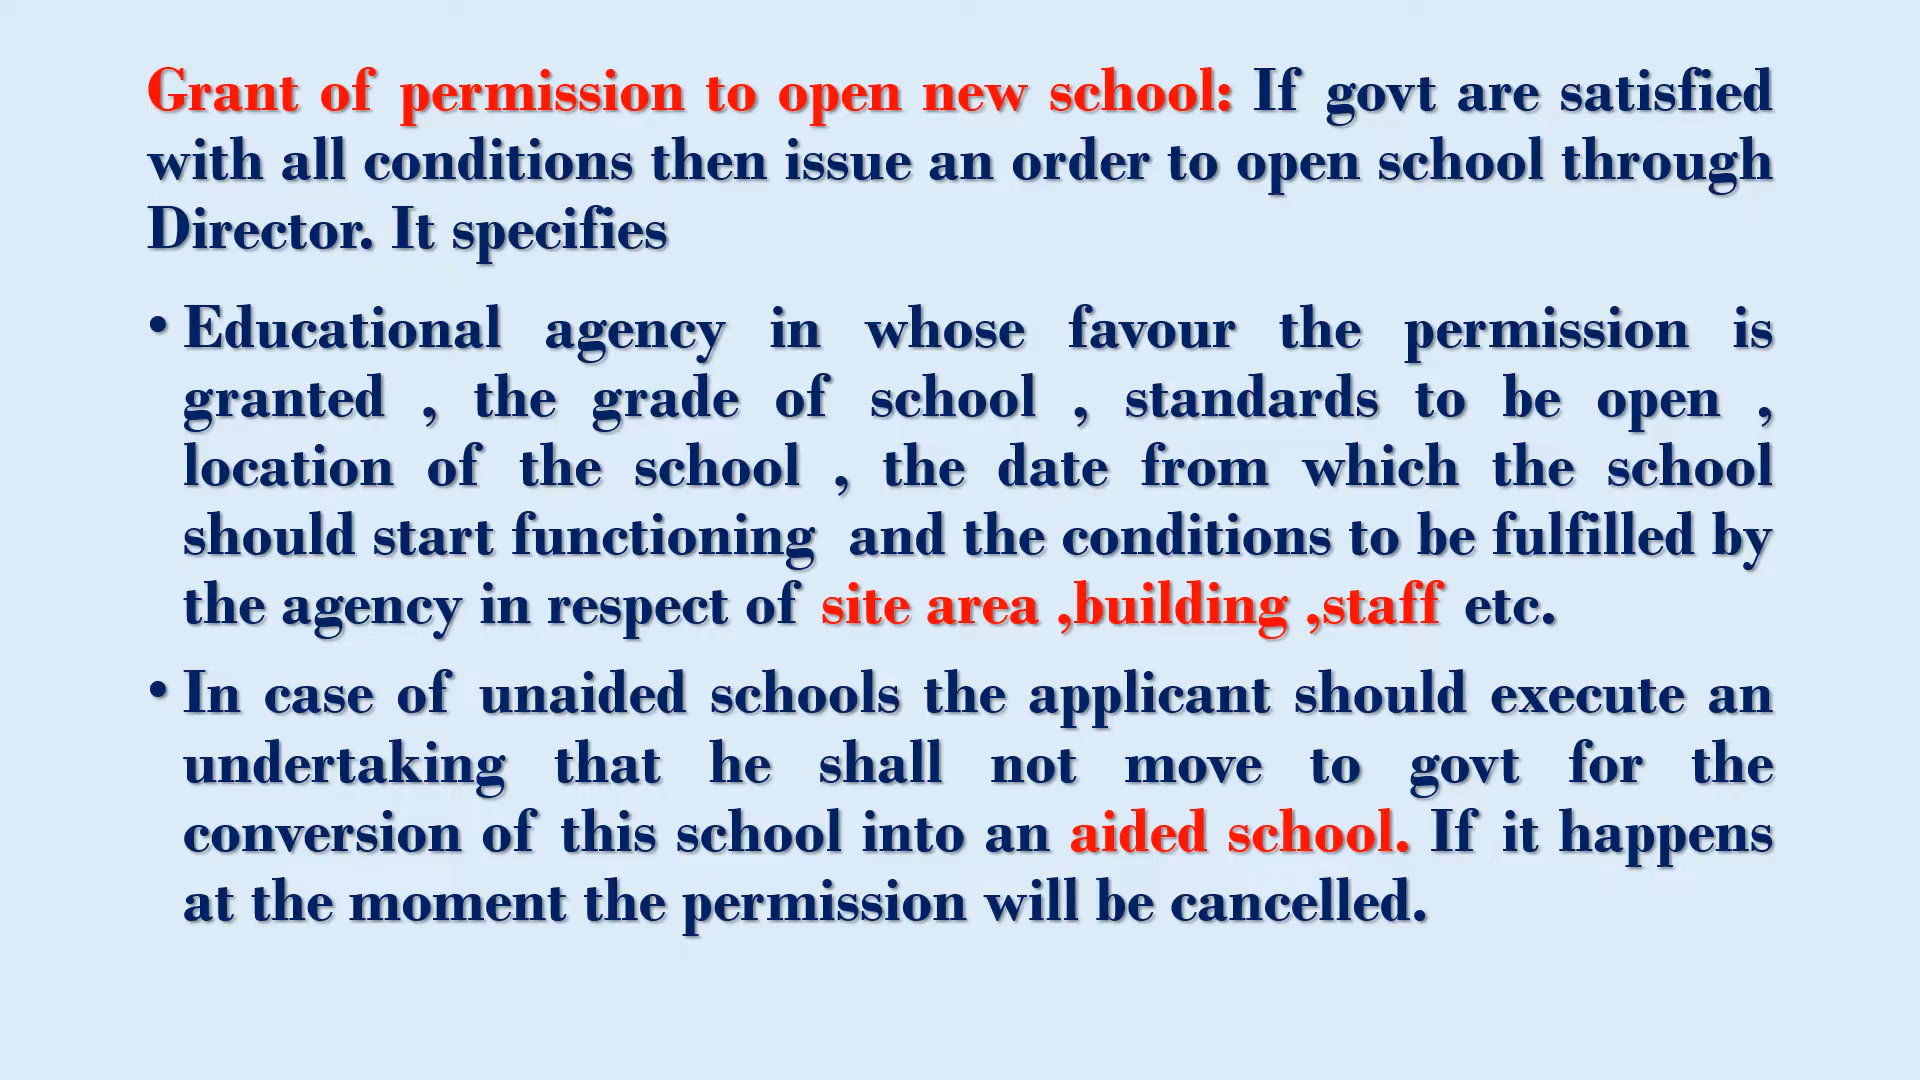 Grant of permission to open new school: If govt are satisfied
with all conditions then issue an order to open school through
Director. It specifies
• Educational agency in whose favour the permission is
granted , the grade of school , standards to be open ,
location of the school , the date from which the school
should start functioning and the conditions to be fulfilled by
the agency in respect of site area ,building ,staff etc.
• In case of unaided schools the applicant should execute an
undertaking that he shall not move to govt for the
conversion of this school into an aided school. If it happens
at the moment the permission will be cancelled.